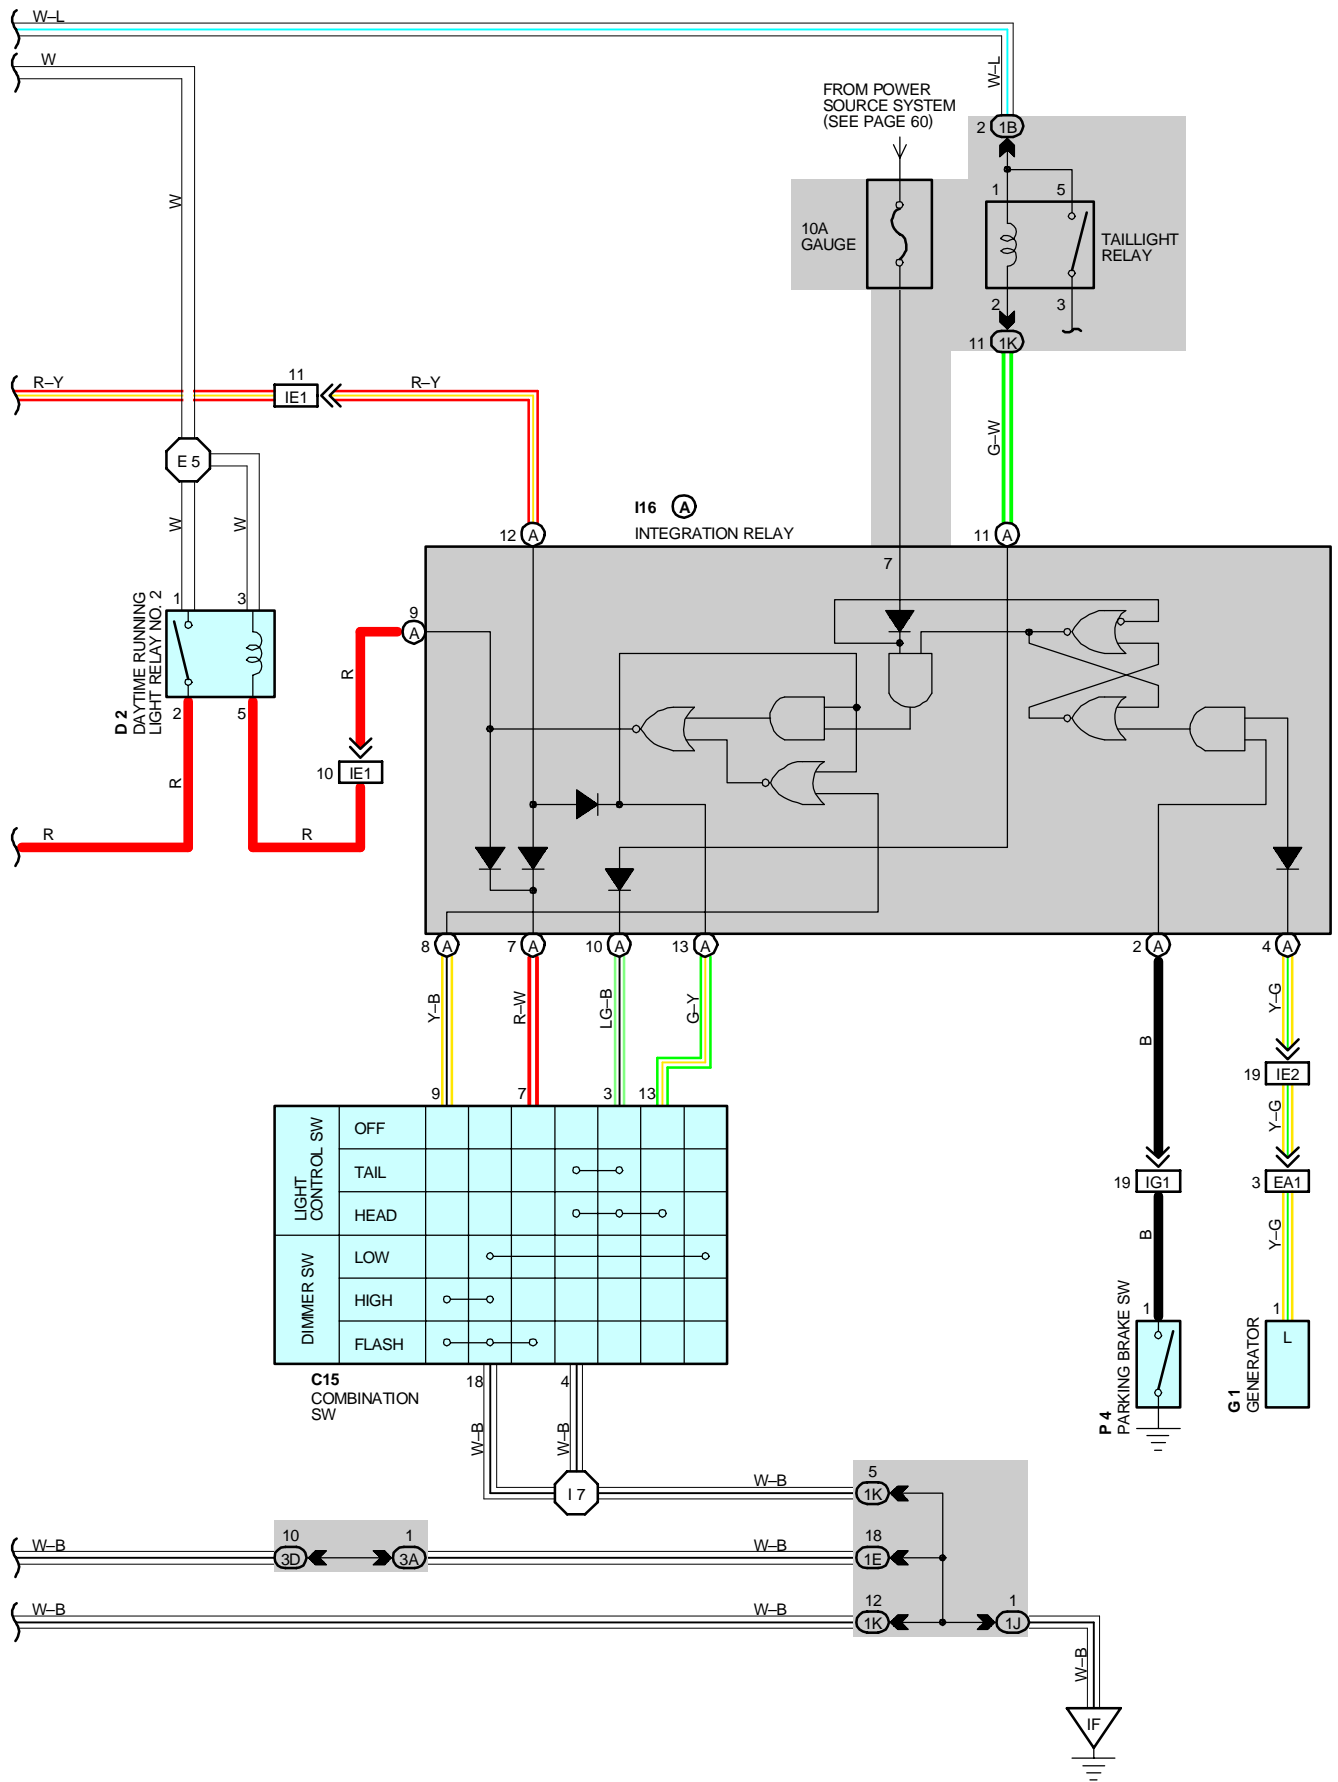 W–L
W
W–L
FROM POWER
SOURCE SYSTEM
(SEE PAGE 60)
2 1B
1 5
W
10A
GAUGE
TAILLIGHT
RELAY
2 3
11 1K
R–Y
11
IE1
R–Y
G–W
E 5
W
W
I16 A
INTEGRATION RELAY
12 A
11 A
7
D 2
DAYTIME RUNNING
LIGHT RELAY NO. 2
1 3
9
A
R
2 5
10 IE1
R
R
R
8 A
7 A
10 A
13 A
2 A
4 A
Y–B
R–W
LG–B
G–Y
B
Y–G
19 IE2
Y–G
9 7 3 13
LIGHT
CONTROL SW
OFF
TAIL
HEAD
DIMMER SW
LOW
HIGH
FLASH
19 IG1
3 EA1
B
Y–G
1
1
L
P 4
PARKING BRAKE SW
G 1
GENERATOR
C15
COMBINATION
SW
18 4
W–B
W–B
I 7
W–B
5
1K
W–B
10
3D
1
3A
W–B
18
1E
W–B
W–B
12
1K
1
1J
W–B
IF